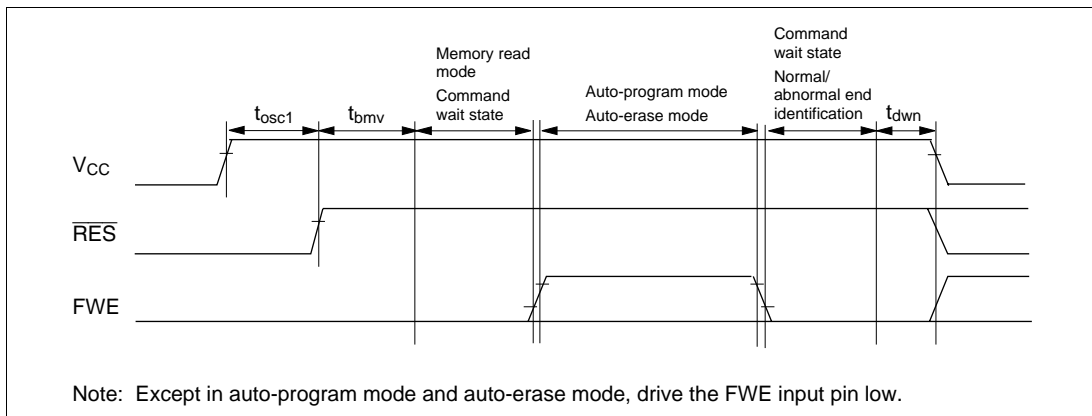 Memory read
mode
Command
wait state
Auto-program mode
Auto-erase mode
Command
wait state
Normal/
abnormal end
identification
tosc1
tbmv
tdwn
VCC
RES
FWE
Note: Except in auto-program mode and auto-erase mode, drive the FWE input pin low.